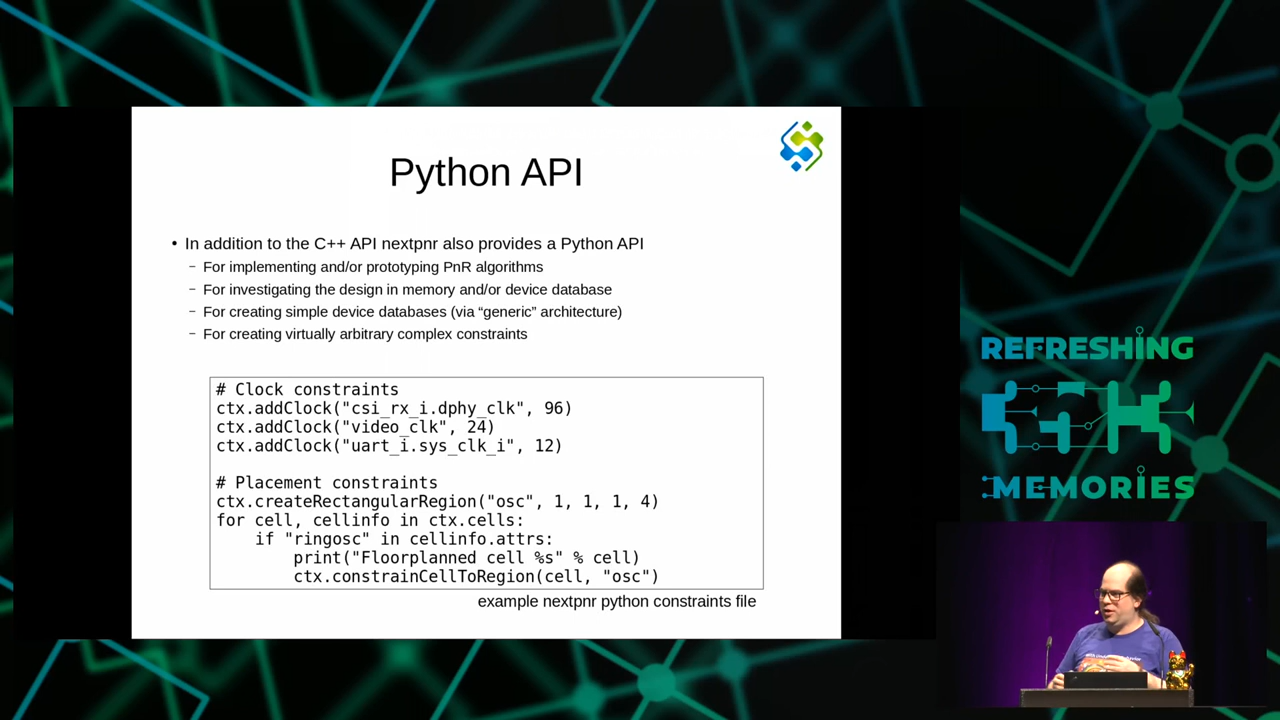 Python API
• In addition to the C++ API nextpnr also provides a Python API
– For implementing and/or prototyping PnR algorithms
– For investigating the design in memory and/or device database
– For creating simple device databases (via “generic” architecture)
– For creating virtually arbitrary complex constraints
# Clock constraints
ctx.addClock("csi_rx_i.dphy_clk", 96)
ctx.addClock("video_clk", 24)
ctx.addClock("uart_i.sys_clk_i", 12)
# Placement constraints
ctx.createRectangularRegion("osc", 1, 1, 1, 4)
for cell, cellinfo in ctx.cells:
    if "ringosc" in cellinfo.attrs:
        print("Floorplanned cell %s" % cell)
        ctx.constrainCellToRegion(cell, "osc")
example nextpnr python constraints file
REFRESHING
MEMORIES